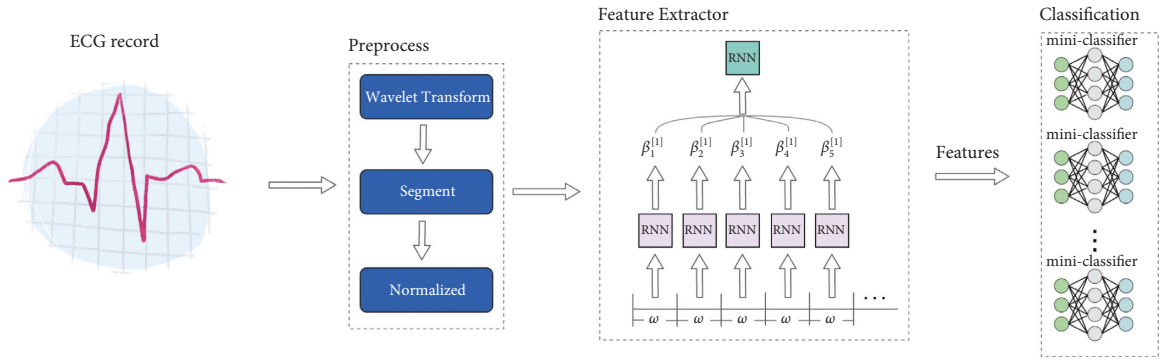 ECG record
Preprocess
Wavelet Transform
Segment
Normalized
Feature Extractor
RNN
β₁^[1] β₂^[1] β₃^[1] β₄^[1] β₅^[1]
RNN RNN RNN RNN RNN
ω ω ω ω ω ...
Features
Classification
mini-classifier
mini-classifier
⋮
mini-classifier